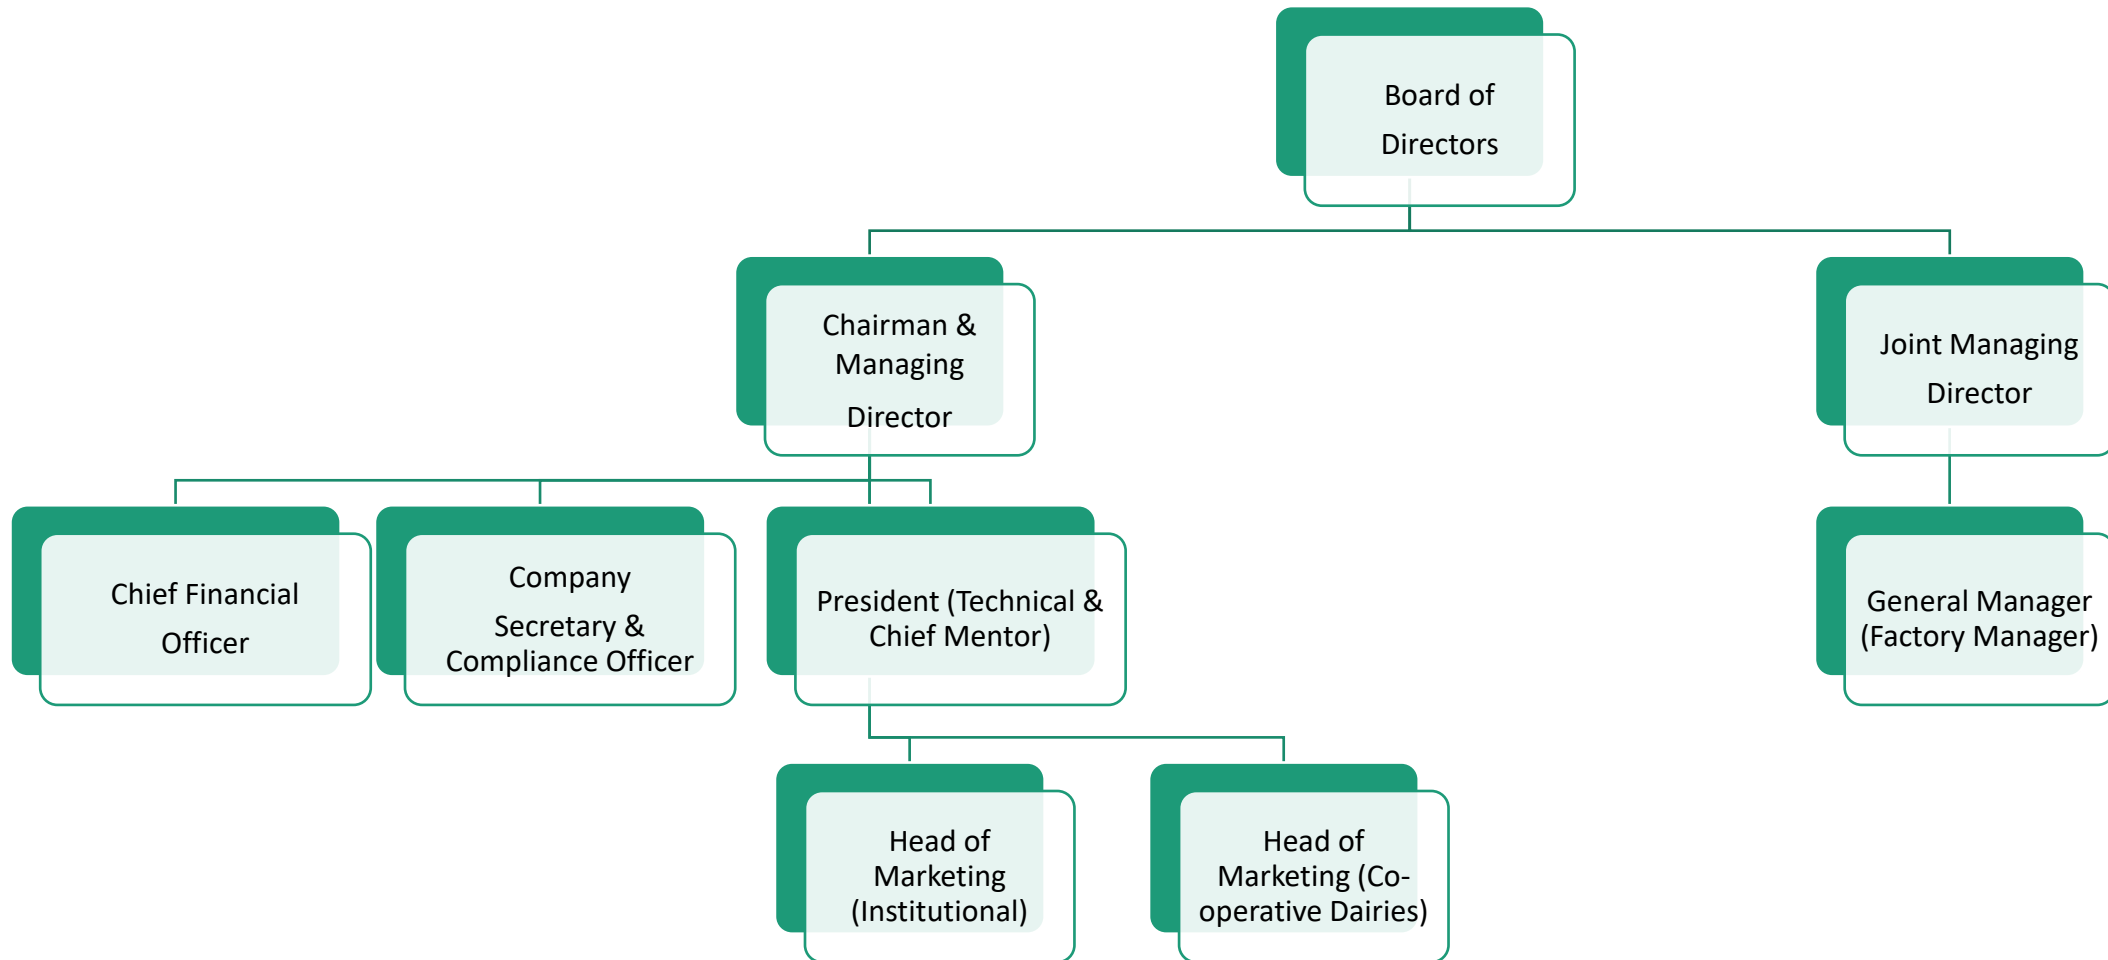 Board of
Directors
Chairman &
Managing
Director
Joint Managing
Director
Chief Financial
Officer
Company
Secretary &
Compliance Officer
President (Technical &
Chief Mentor)
General Manager
(Factory Manager)
Head of
Marketing
(Institutional)
Head of
Marketing (Co-
operative Dairies)